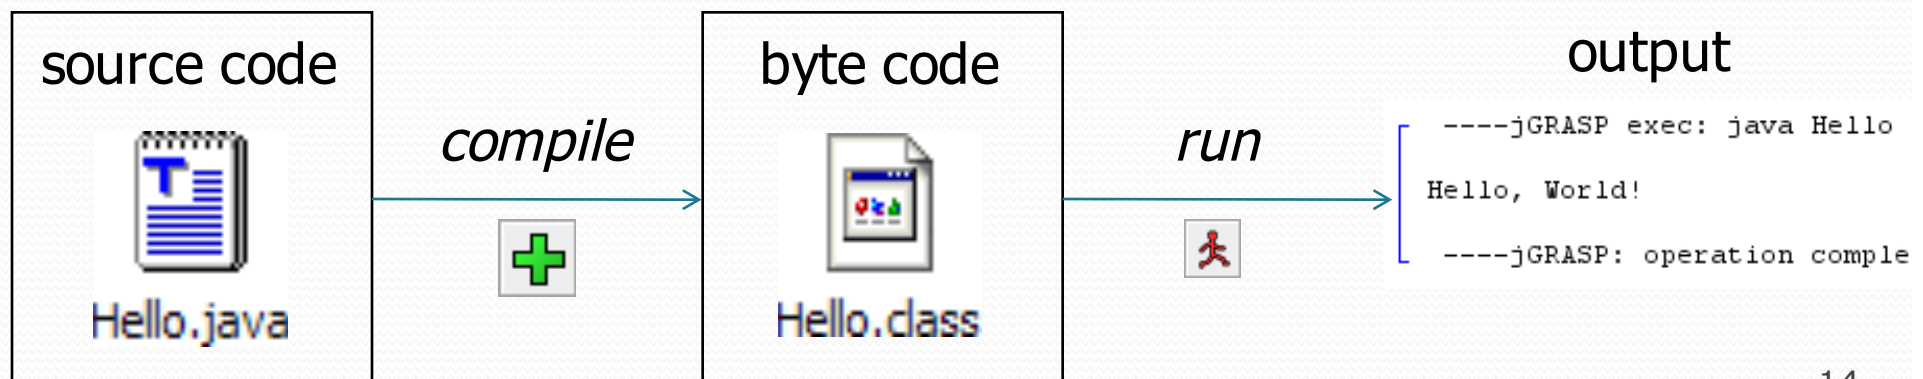 source code
Hello.java
compile
byte code
Hello.class
run
output
----jGRASP exec: java Hello
Hello, World!
----jGRASP: operation comple
14